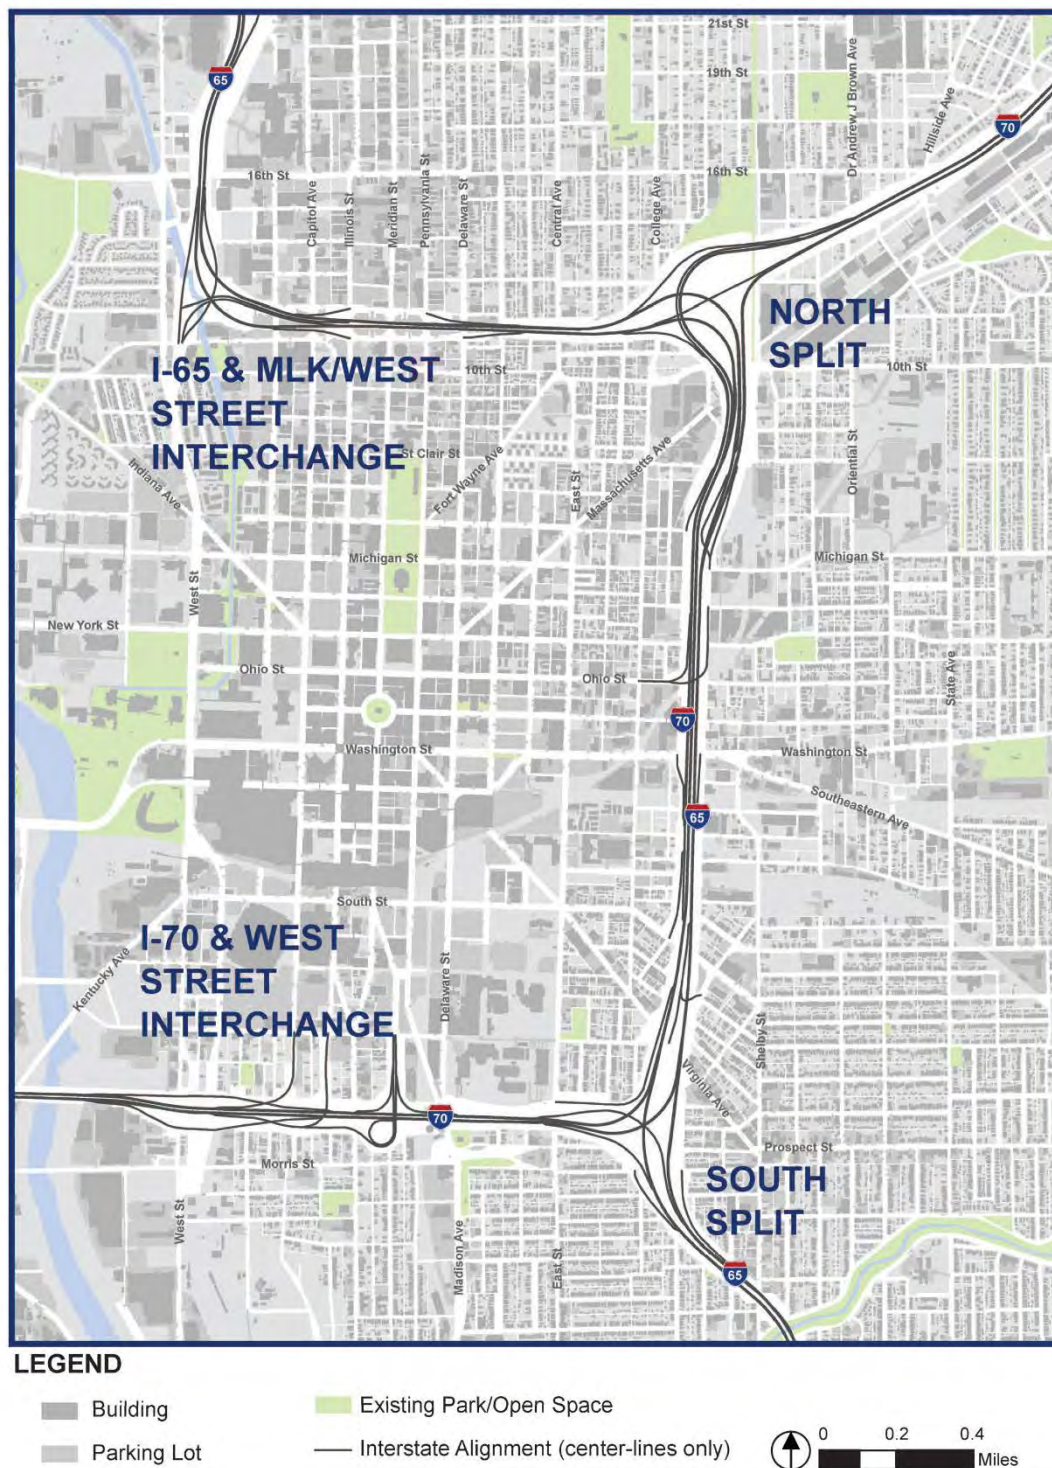 21st St
65
19th St
Dr Andrew J Brown Ave
Hillside Ave
70
16th St
16th St
Capitol Ave
Illinois St
Meridian St
Pennsylvania St
Delaware St
Central Ave
College Ave
NORTH
SPLIT
I-65 & MLK/WEST
STREET
INTERCHANGE
10th St
10th St
Indiana Ave
St Clair St
Fort Wayne Ave
East St
Massachusetts Ave
Oriential St
Michigan St
Michigan St
West St
New York St
Ohio St
Ohio St
State Ave
70
Washington St
Washington St
65
Southeastern Ave
South St
I-70 & WEST
STREET
INTERCHANGE
Kentucky Ave
Delaware St
Shelby St
Virginia Ave
70
Prospect St
Morris St
SOUTH
SPLIT
West St
Madison Ave
East St
65
LEGEND
Building
Existing Park/Open Space
Parking Lot
Interstate Alignment (center-lines only)
0 0.2 0.4
Miles